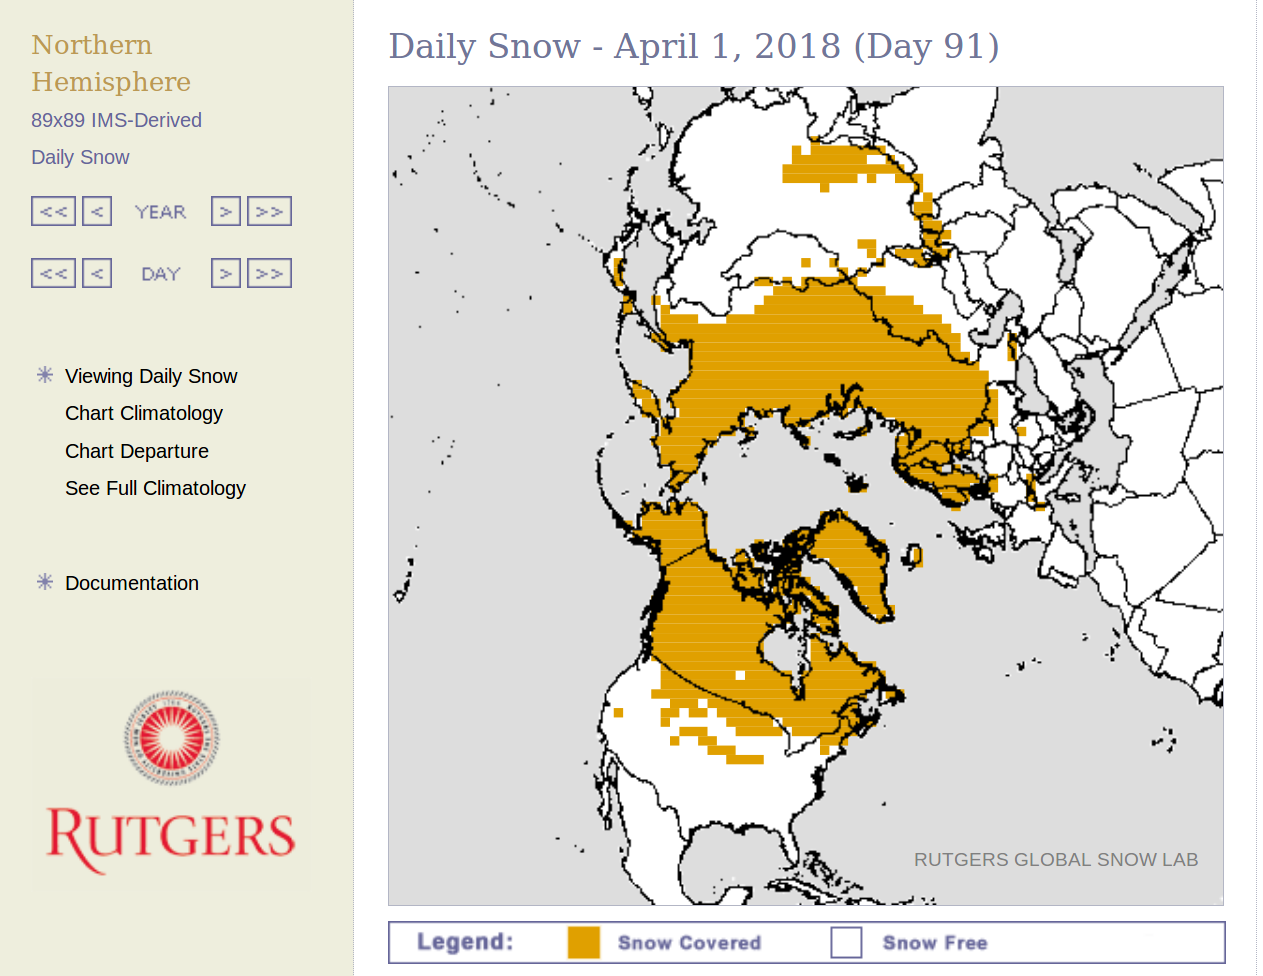 Northern
Hemisphere
89x89 IMS-Derived
Daily Snow
<< < YEAR > >>
<< < DAY > >>
Viewing Daily Snow
Chart Climatology
Chart Departure
See Full Climatology
Documentation
RUTGERS
Daily Snow - April 1, 2018 (Day 91)
RUTGERS GLOBAL SNOW LAB
Legend: Snow Covered Snow Free